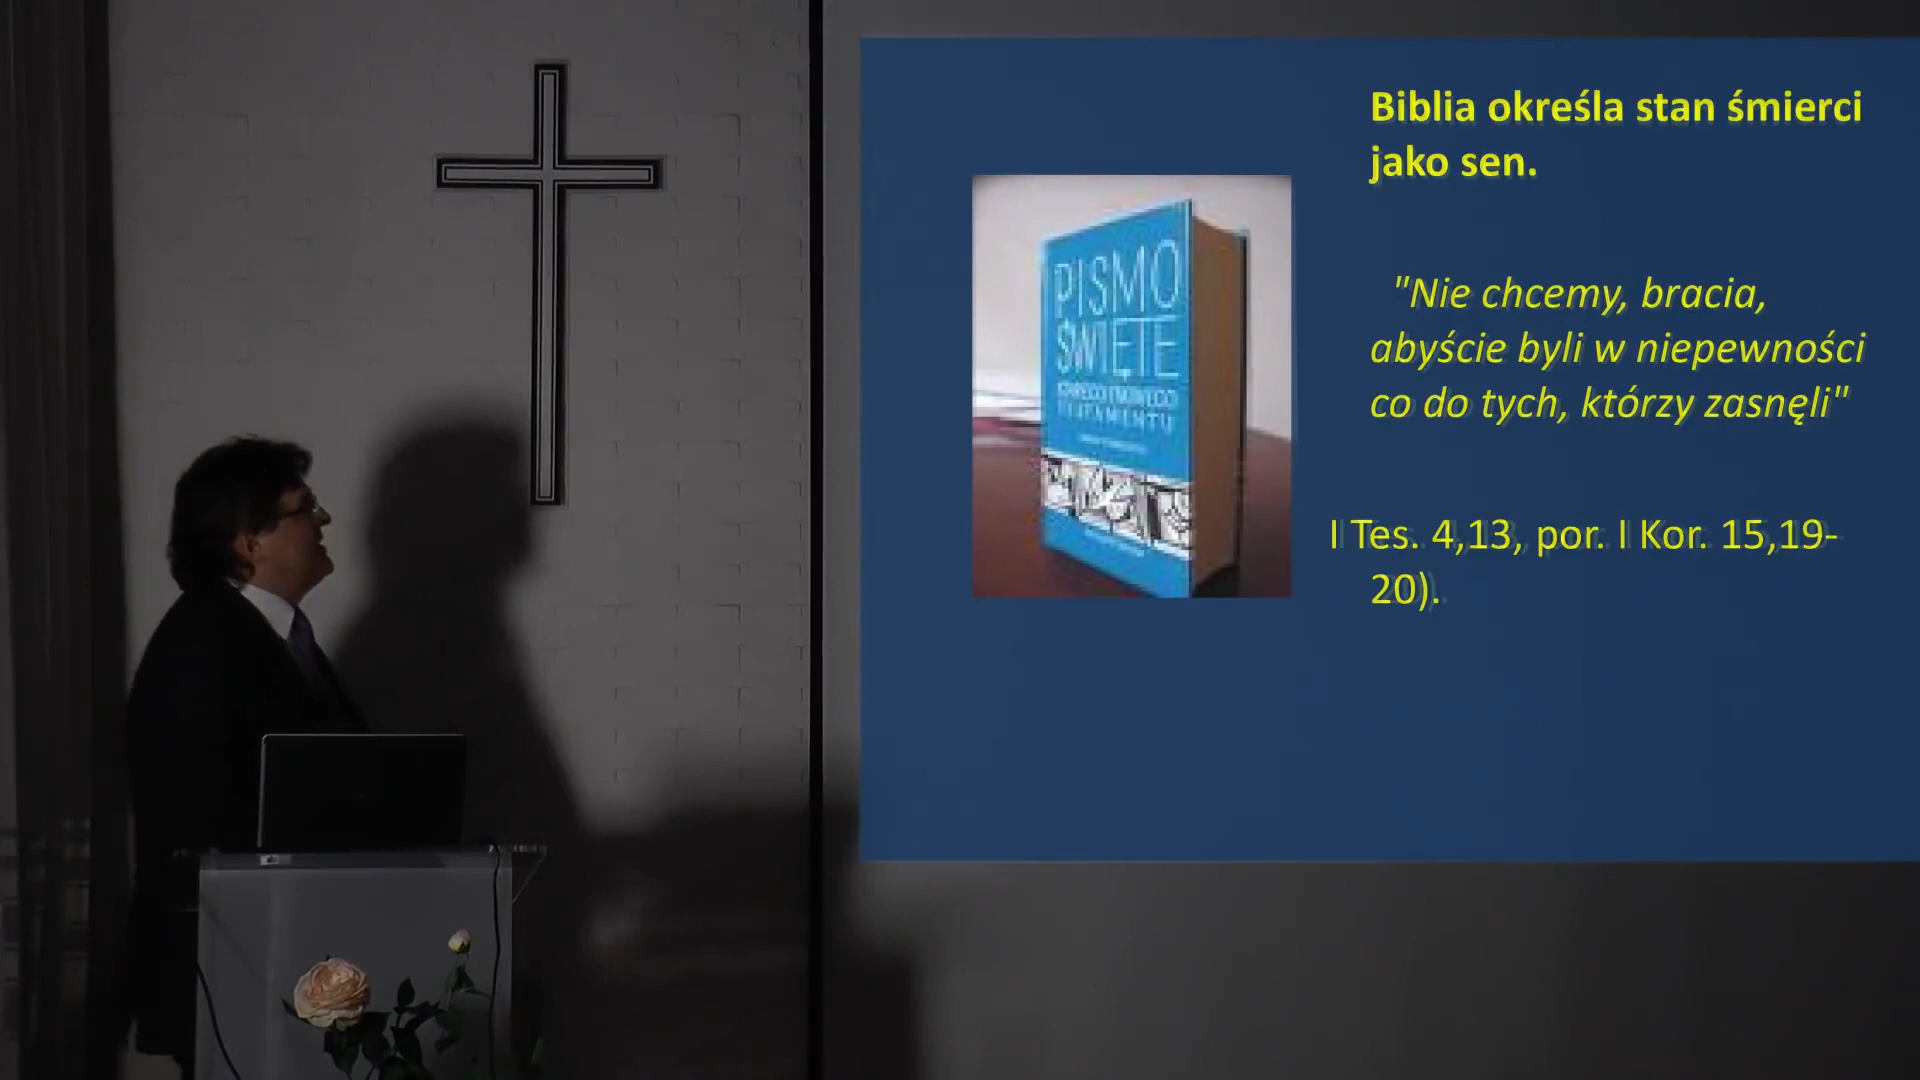 Biblia określa stan śmierci
jako sen.
"Nie chcemy, bracia,
abyście byli w niepewności
co do tych, którzy zasnęli"
I Tes. 4,13, por. I Kor. 15,19-
20).
PISMO
ŚWIĘTE